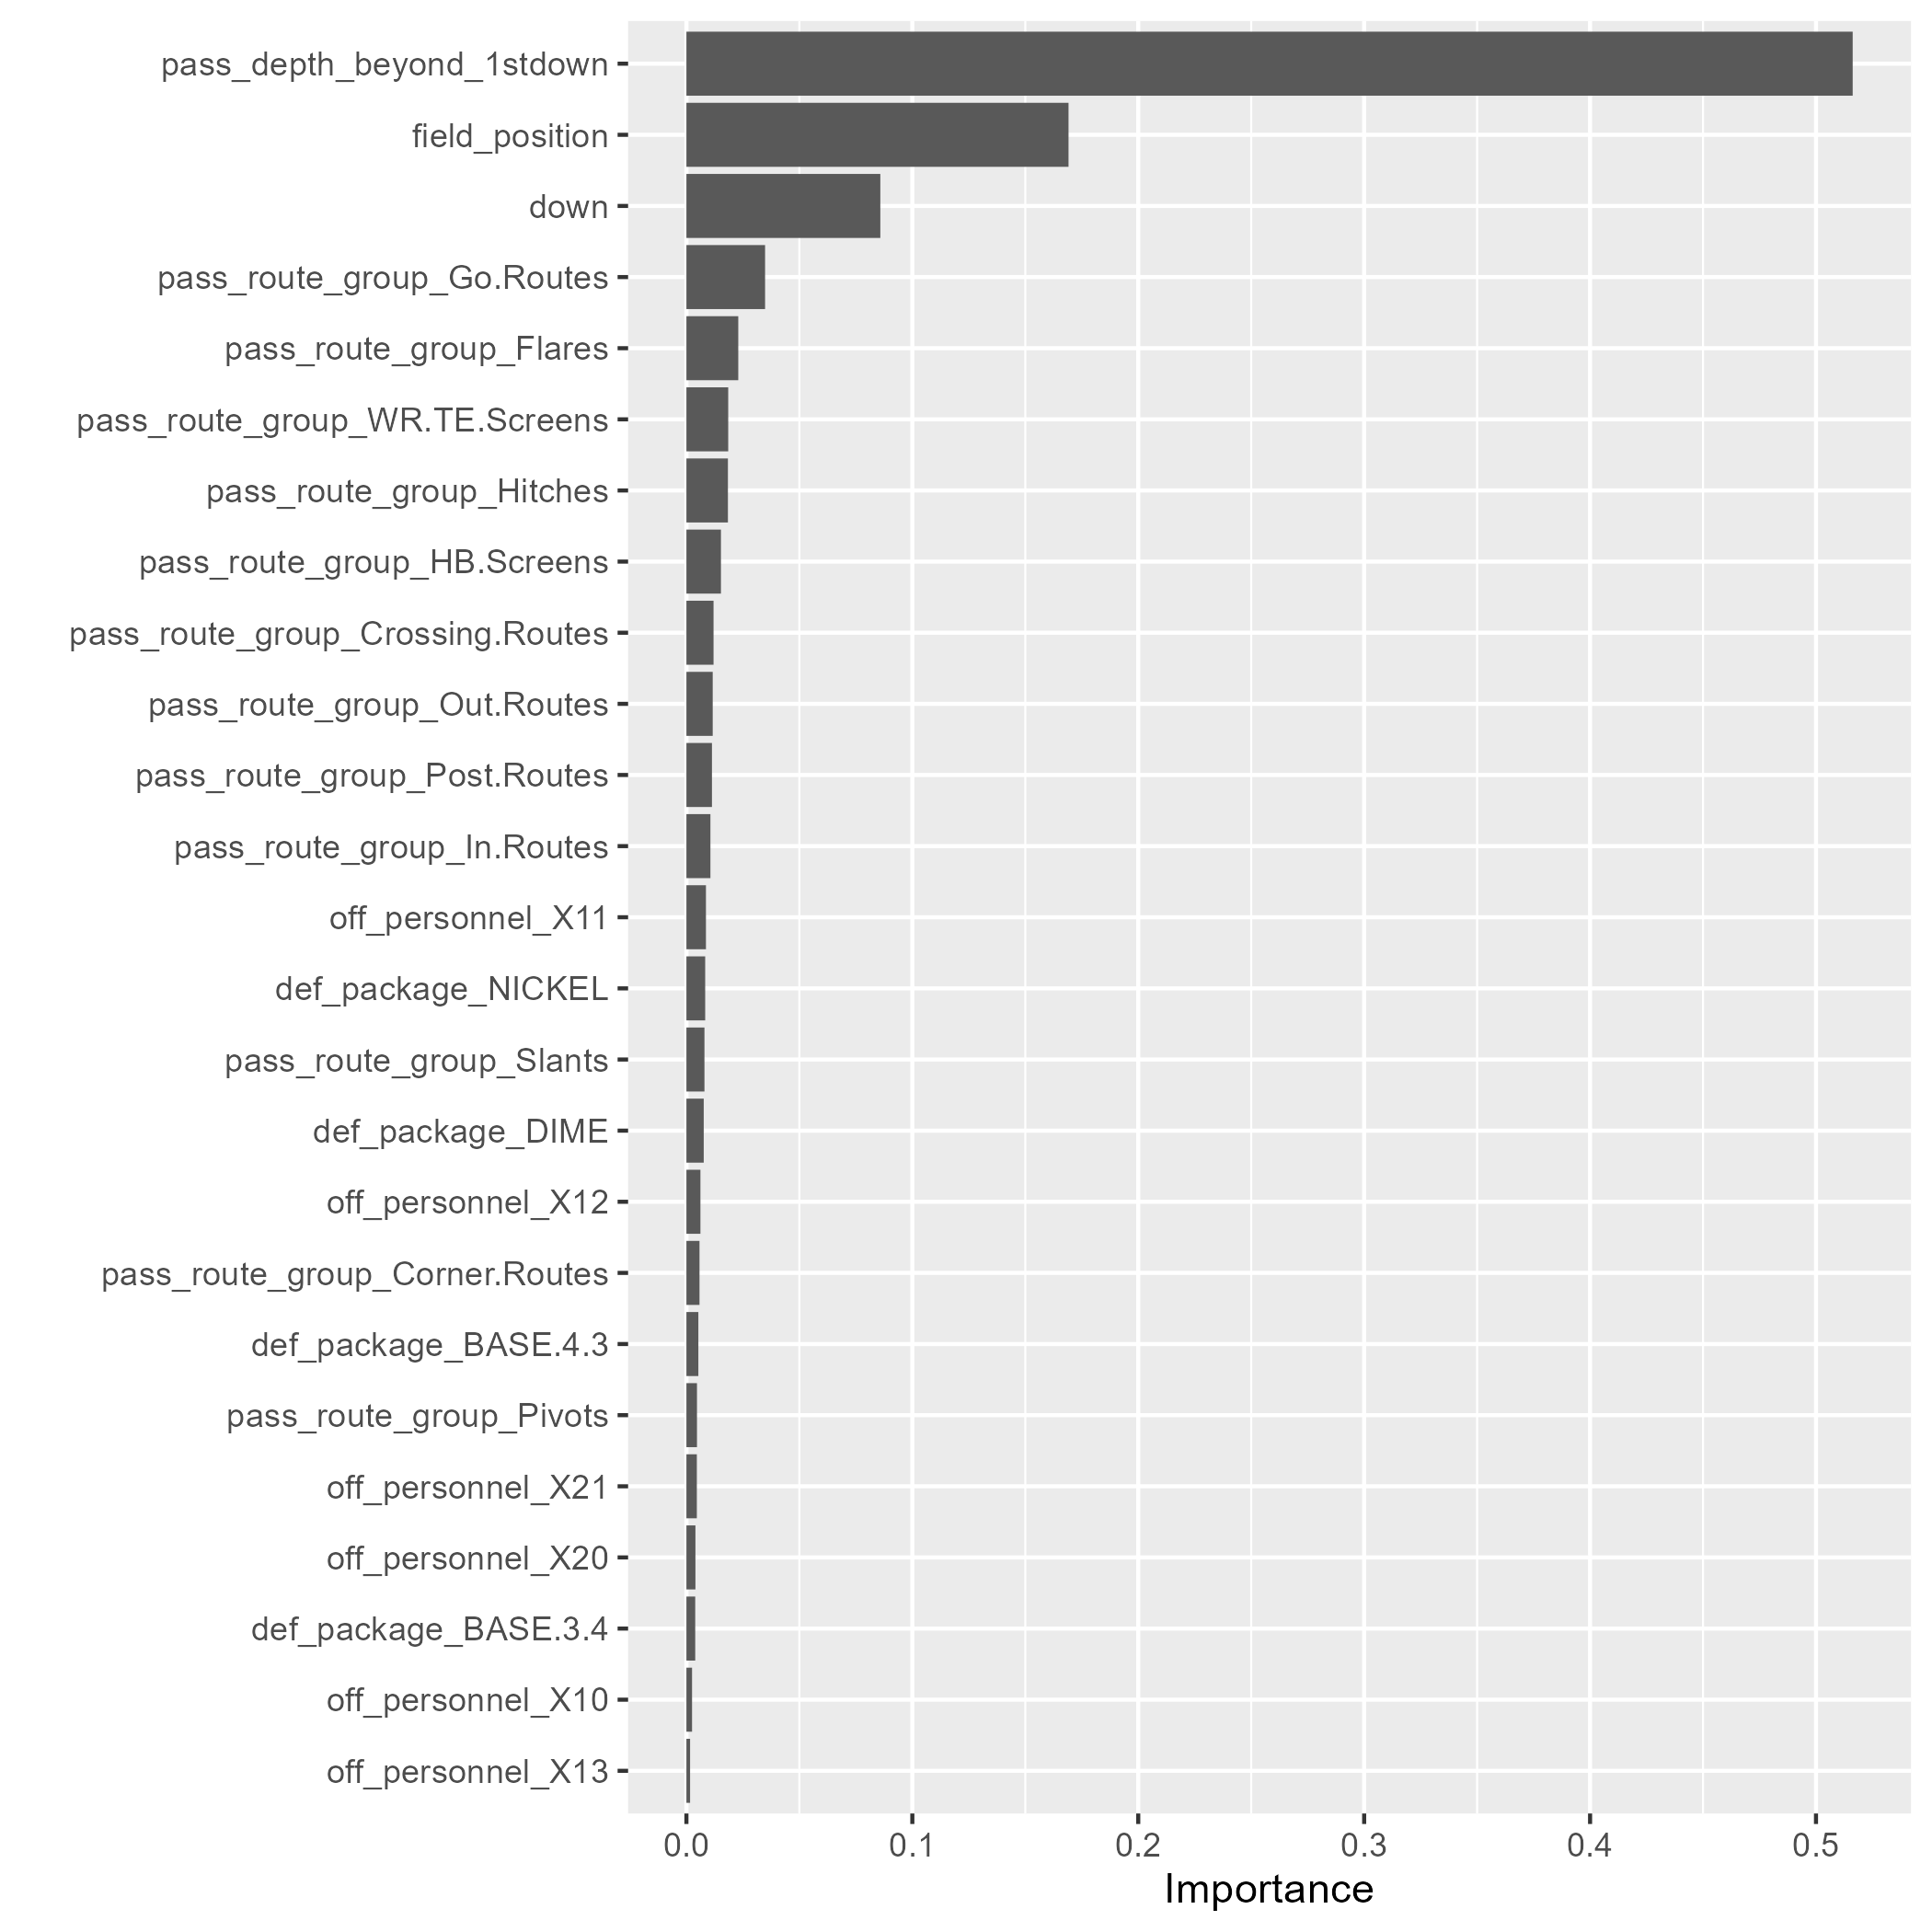 pass_depth_beyond_1stdown
field_position
down
pass_route_group_Go.Routes
pass_route_group_Flares
pass_route_group_WR.TE.Screens
pass_route_group_Hitches
pass_route_group_HB.Screens
pass_route_group_Crossing.Routes
pass_route_group_Out.Routes
pass_route_group_Post.Routes
pass_route_group_In.Routes
off_personnel_X11
def_package_NICKEL
pass_route_group_Slants
def_package_DIME
off_personnel_X12
pass_route_group_Corner.Routes
def_package_BASE.4.3
pass_route_group_Pivots
off_personnel_X21
off_personnel_X20
def_package_BASE.3.4
off_personnel_X10
off_personnel_X13
0.0 0.1 0.2 0.3 0.4 0.5
Importance